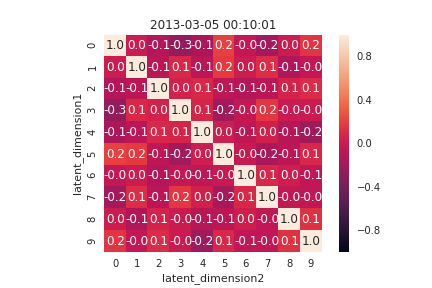 2013-03-05 00:10:01
latent_dimension1
0 1.0 0.0 -0.1 -0.3 -0.1 0.2 -0.0 -0.2 0.0 0.2
1 0.0 1.0 -0.1 0.1 -0.1 0.2 0.0 0.1 -0.1 -0.0
2 -0.1 -0.1 1.0 0.0 0.1 -0.1 -0.1 -0.1 0.1 0.1
3 -0.3 0.1 0.0 1.0 0.1 -0.2 -0.0 0.2 -0.0 -0.0
4 -0.1 -0.1 0.1 0.1 1.0 0.0 -0.1 0.0 -0.1 -0.2
5 0.2 0.2 -0.1 -0.2 0.0 1.0 -0.0 -0.2 -0.1 0.1
6 -0.0 0.0 -0.1 -0.0 -0.1 -0.0 1.0 0.1 0.0 -0.1
7 -0.2 0.1 -0.1 0.2 0.0 -0.2 0.1 1.0 -0.0 -0.0
8 0.0 -0.1 0.1 -0.0 -0.1 -0.1 0.0 -0.0 1.0 0.1
9 0.2 -0.0 0.1 -0.0 -0.2 0.1 -0.1 -0.0 0.1 1.0
0 1 2 3 4 5 6 7 8 9
latent_dimension2
0.8
0.4
0.0
-0.4
-0.8